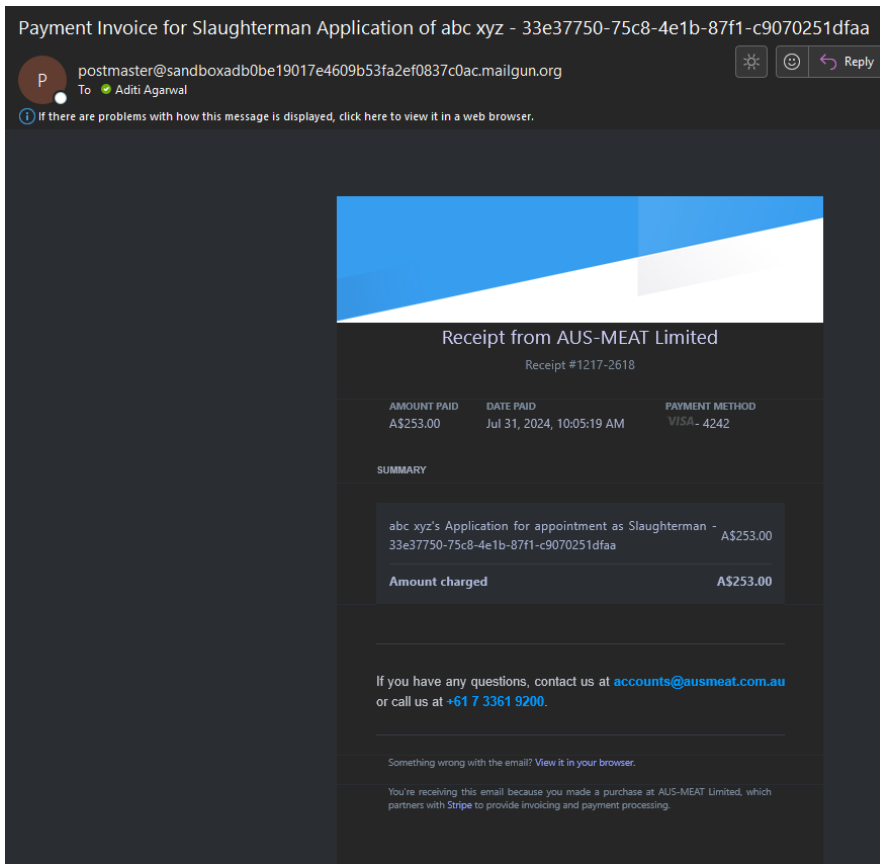 Payment Invoice for Slaughterman Application of abc xyz - 33e37750-75c8-4e1b-87f1-c9070251dfaa
P
postmaster@sandboxadb0be19017e4609b53fa2ef0837c0ac.mailgun.org
Reply
To Aditi Agarwal
If there are problems with how this message is displayed, click here to view it in a web browser.
Receipt from AUS-MEAT Limited
Receipt #1217-2618
AMOUNT PAID DATE PAID PAYMENT METHOD
A$253.00 Jul 31, 2024, 10:05:19 AM VISA - 4242
SUMMARY
abc xyz's Application for appointment as Slaughterman -
33e37750-75c8-4e1b-87f1-c9070251dfaa
A$253.00
Amount charged A$253.00
If you have any questions, contact us at accounts@ausmeat.com.au
or call us at +61 7 3361 9200.
Something wrong with the email? View it in your browser.
You're receiving this email because you made a purchase at AUS-MEAT Limited, which
partners with Stripe to provide invoicing and payment processing.